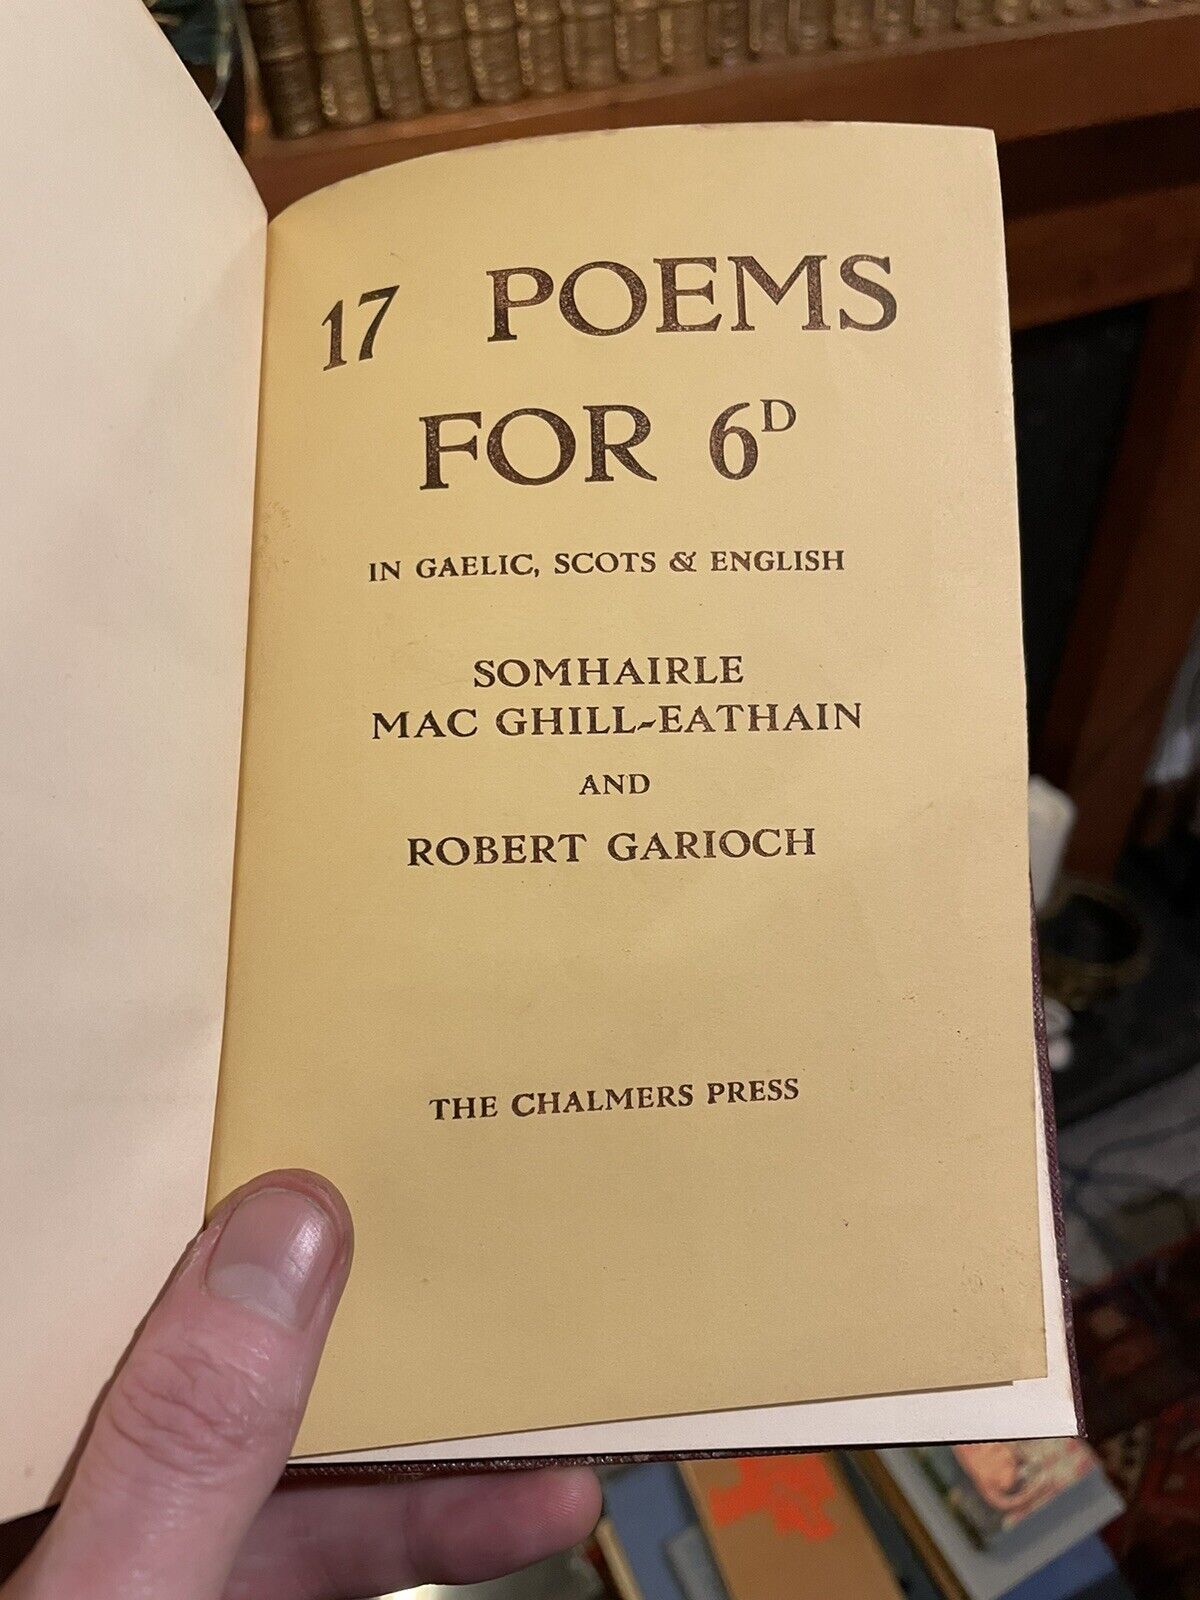 17 POEMS
FOR 6D
IN GAELIC, SCOTS & ENGLISH
SOMHAIRLE
MAC GHILL-EATHAIN
AND
ROBERT GARIOCH
THE CHALMERS PRESS